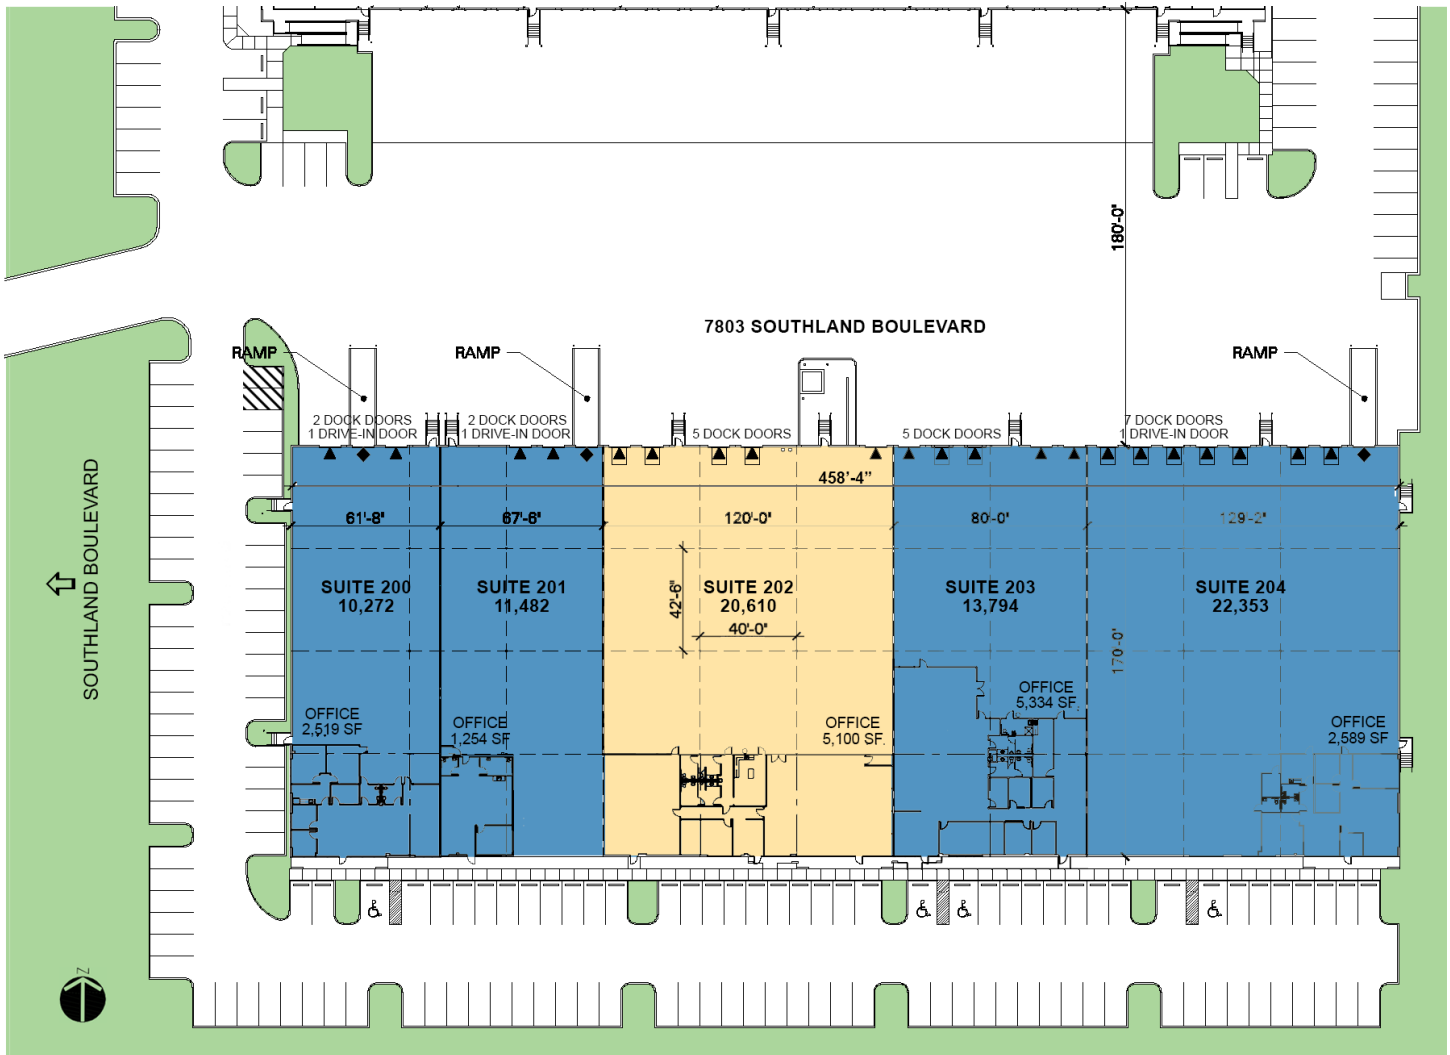 180'-0"
7803 SOUTHLAND BOULEVARD
RAMP
RAMP
RAMP
2 DOCK DOORS
1 DRIVE-IN DOOR
2 DOCK DOORS
1 DRIVE-IN DOOR
5 DOCK DOORS
5 DOCK DOORS
7 DOCK DOORS
1 DRIVE-IN DOOR
458'-4"
61'-8"
67'-6"
120'-0"
80'-0"
129'-2"
SUITE 200
10,272
SUITE 201
11,482
SUITE 202
20,610
SUITE 203
13,794
SUITE 204
22,353
42'-6"
40'-0"
170'-0"
SOUTHLAND BOULEVARD
OFFICE
2,519 SF
OFFICE
1,254 SF
OFFICE
5,100 SF.
OFFICE
5,334 SF.
OFFICE
2,589 SF
Z